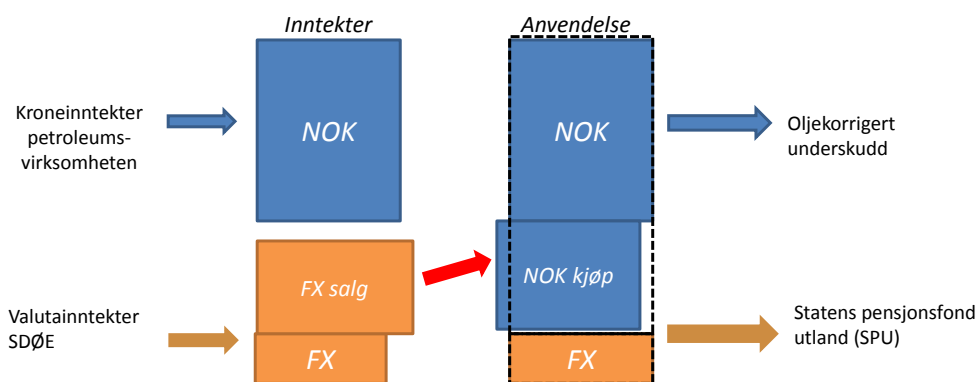 Inntekter
Anvendelse
Kroneinntekter
petroleums-
virksomheten
NOK
NOK
Oljekorrigert
underskudd
FX salg
NOK kjøp
Valutainntekter
SDØE
FX
FX
Statens pensjonsfond
utland (SPU)